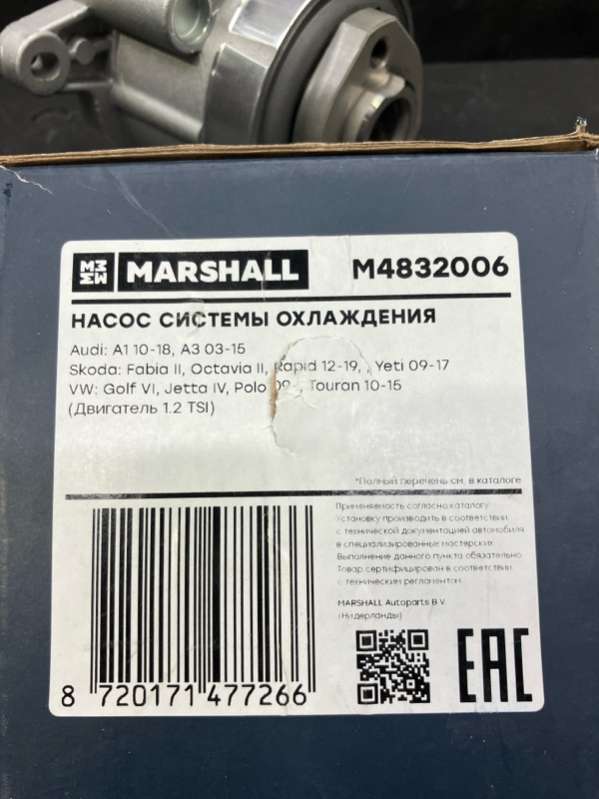 MARSHALL M4832006
НАСОС СИСТЕМЫ ОХЛАЖДЕНИЯ
Audi: A1 10-18, A3 03-15
Skoda: Fabia II, Octavia II, Rapid 12-19, , Yeti 09-17
VW: Golf VI, Jetta IV, Polo 09- , Touran 10-15
(Двигатель 1.2 TSI)
*Полный перечень см. в каталоге
Применяемость согласно каталогу
установку производить в соответствии
с технической документацией автомобиля
в специализированных мастерских.
Выполнение данного пункта обязательно
Товар сертифицирован в соответствии
с техническим регламентом.
MARSHALL Autoparts B.V.
(Нидерланды)
8 720171 477266
EAC